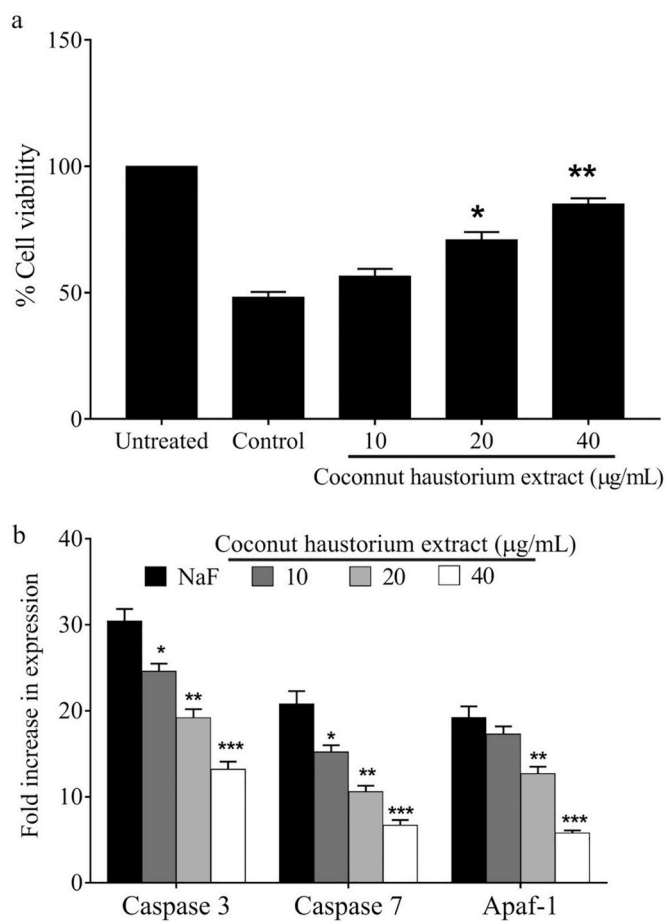 a
150
100
50
0
% Cell viability
*
**
Untreated Control 10 20 40
Coconnut haustorium extract (μg/mL)
b
40
30
20
10
0
Fold increase in expression
Coconut haustorium extract (μg/mL)
NaF 10 20 40
* ** ***
* ** ***
** ***
Caspase 3 Caspase 7 Apaf-1